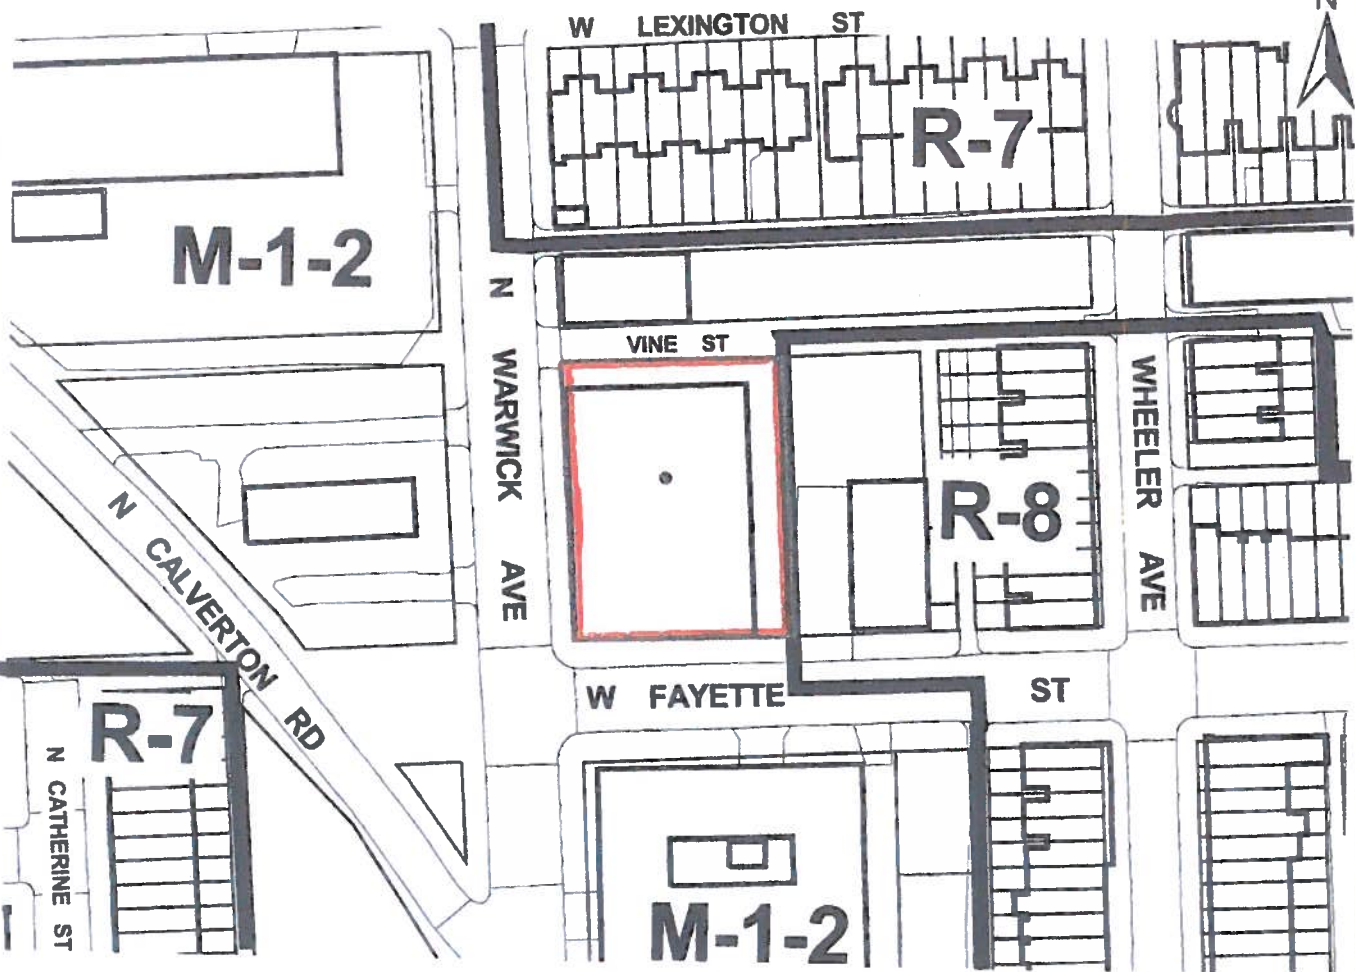 N
W LEXINGTON ST
R-7
M-1-2
N WARWICK AVE
VINE ST
WHEELER AVE
R-8
N CALVERTON RD
W FAYETTE ST
R-7
N CATHERINE ST
M-1-2